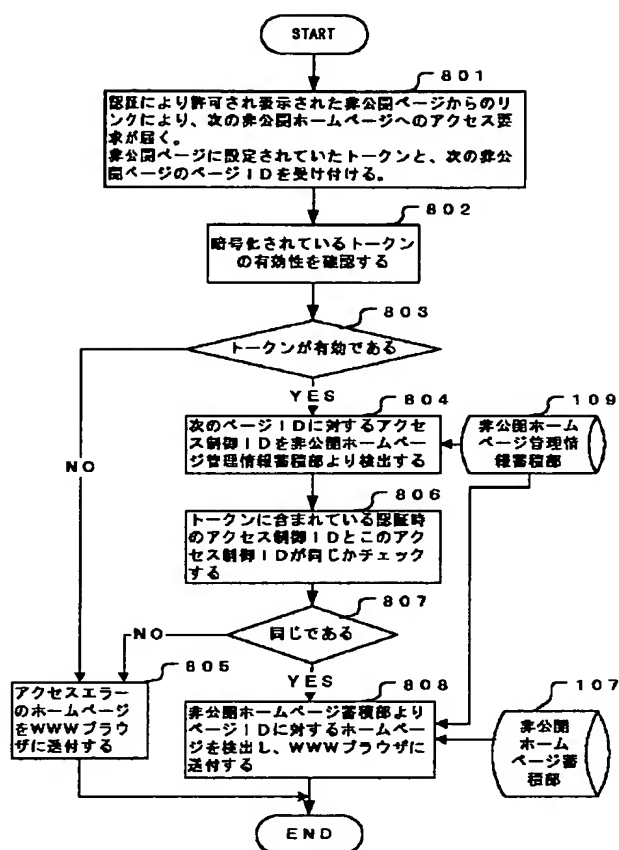 START
801
認証により許可され表示された非公開ページからのリ
ンクにより、次の非公開ホームページへのアクセス要
求が届く。
非公開ページに設定されていたトークンと、次の非公
開ページのページIDを受け付ける。
802
暗号化されているトークン
の有効性を確認する
803
トークンが有効である
YES
NO
804
次のページIDに対するアクセ
ス制御IDを非公開ホームペー
ジ管理情報蓄積部より検出する
109
非公開ホーム
ページ管理情
報蓄積部
806
トークンに含まれている認証時
のアクセス制御IDとこのアク
セス制御IDが同じかチェック
する
807
同じである
NO
YES
805
アクセスエラー
のホームページ
をWWWブラウ
ザに送付する
808
非公開ホームページ蓄積部より
ページIDに対するホームペー
ジを検出し、WWWブラウザに
送付する
107
非公開
ホーム
ページ蓄
積部
END